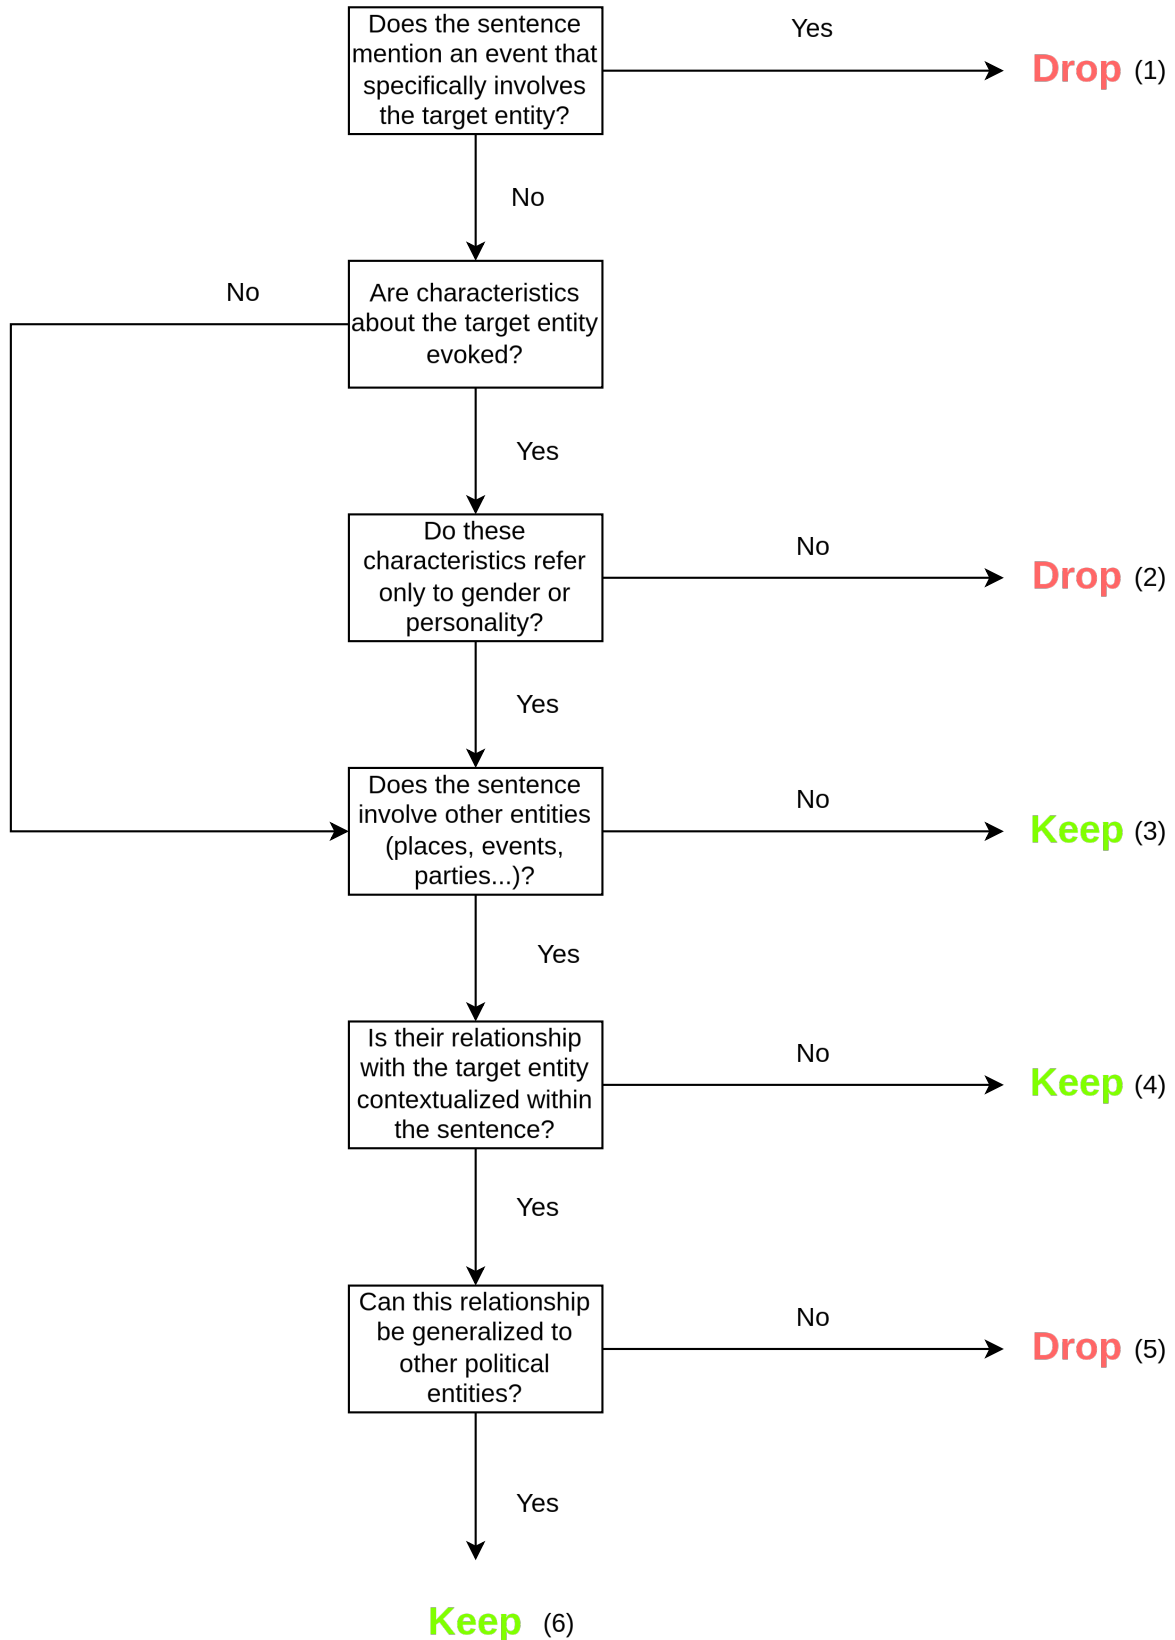 Does the sentence
mention an event that
specifically involves
the target entity?
Yes
Drop (1)
No
Are characteristics
about the target entity
evoked?
No
Yes
Do these
characteristics refer
only to gender or
personality?
No
Drop (2)
Yes
Does the sentence
involve other entities
(places, events,
parties...)?
No
Keep (3)
Yes
Is their relationship
with the target entity
contextualized within
the sentence?
No
Keep (4)
Yes
Can this relationship
be generalized to
other political
entities?
No
Drop (5)
Yes
Keep (6)